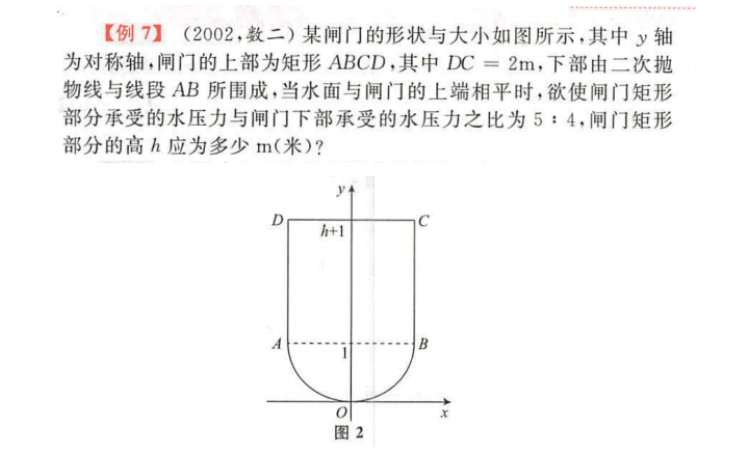 【例 7】 (2002,数二) 某闸门的形状与大小如图所示,其中 y 轴
为对称轴,闸门的上部为矩形 ABCD,其中 DC = 2m,下部由二次抛
物线与线段 AB 所围成,当水面与闸门的上端相平时,欲使闸门矩形
部分承受的水压力与闸门下部承受的水压力之比为 5 : 4,闸门矩形
部分的高 h 应为多少 m(米)?
y
D
C
h+1
A
B
1
O
x
图 2